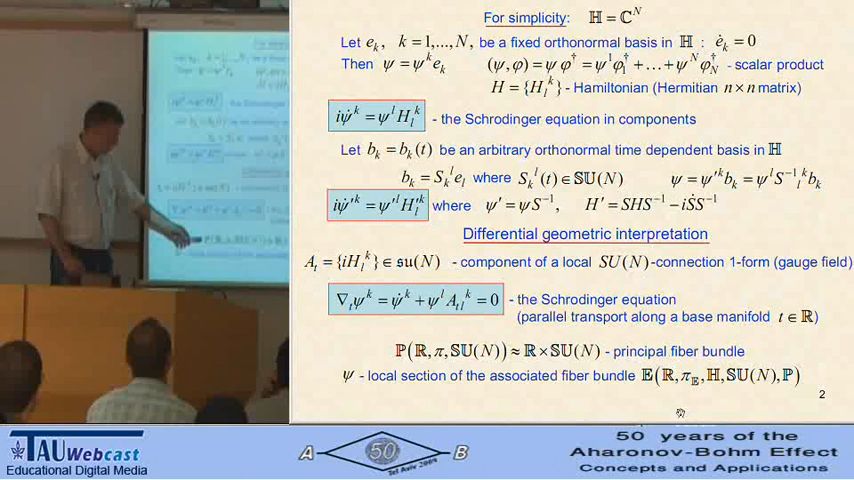 For simplicity: ℍ = ℂ^N
Let e_k, k = 1,...,N, be a fixed orthonormal basis in ℍ : ė_k = 0
Then ψ = ψ^k e_k (ψ,φ) = ψ φ^† = ψ^1 φ_1^† + … + ψ^N φ_N^† - scalar product
H = {H_l^k} - Hamiltonian (Hermitian n × n matrix)
iψ̇^k = ψ^l H_l^k - the Schrodinger equation in components
Let b_k = b_k(t) be an arbitrary orthonormal time dependent basis in ℍ
b_k = S_k^l e_l where S_k^l(t) ∈ 𝕊𝕌(N) ψ = ψ'^k b_k = ψ^l S^{-1}_l^k b_k
iψ̇'^k = ψ'^l H'_l^k where ψ' = ψS^{-1}, H' = SHS^{-1} − iṠS^{-1}
Differential geometric interpretation
A_t = {iH_l^k} ∈ 𝔰𝔲(N) - component of a local SU(N)-connection 1-form (gauge field)
∇_t ψ^k = ψ̇^k + ψ^l A_{tl}^k = 0 - the Schrodinger equation
(parallel transport along a base manifold t ∈ ℝ)
ℙ(ℝ, π, 𝕊𝕌(N)) ≈ ℝ × 𝕊𝕌(N) - principal fiber bundle
ψ - local section of the associated fiber bundle 𝔼(ℝ, π_𝔼, ℍ, 𝕊𝕌(N), ℙ)
2
TAU Webcast
Educational Digital Media
A 50 B
Tel Aviv 2009
50 years of the
Aharonov-Bohm Effect
Concepts and Applications